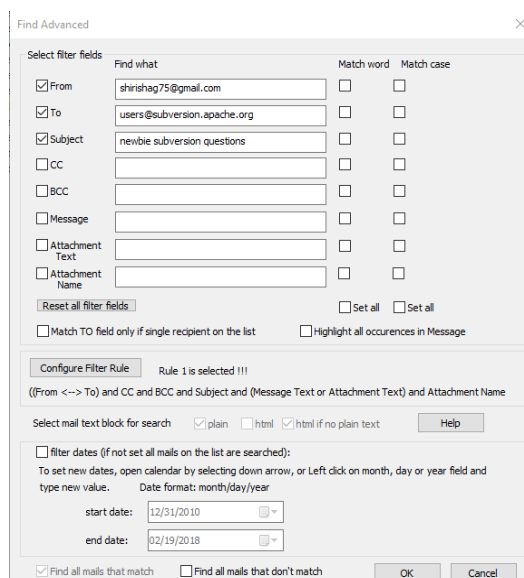 Find Advanced
Select filter fields
Find what Match word Match case
From shirishag75@gmail.com
To users@subversion.apache.org
Subject newbie subversion questions
CC
BCC
Message
Attachment
Text
Attachment
Name
Reset all filter fields Set all Set all
Match TO field only if single recipient on the list Highlight all occurences in Message
Configure Filter Rule Rule 1 is selected !!!
((From <--> To) and CC and BCC and Subject and (Message Text or Attachment Text) and Attachment Name
Select mail text block for search plain html html if no plain text Help
filter dates (if not set all mails on the list are searched):
To set new dates, open calendar by selecting down arrow, or Left click on month, day or year field and
type new value. Date format: month/day/year
start date: 12/31/2010
end date: 02/19/2018
Find all mails that match Find all mails that don't match OK Cancel